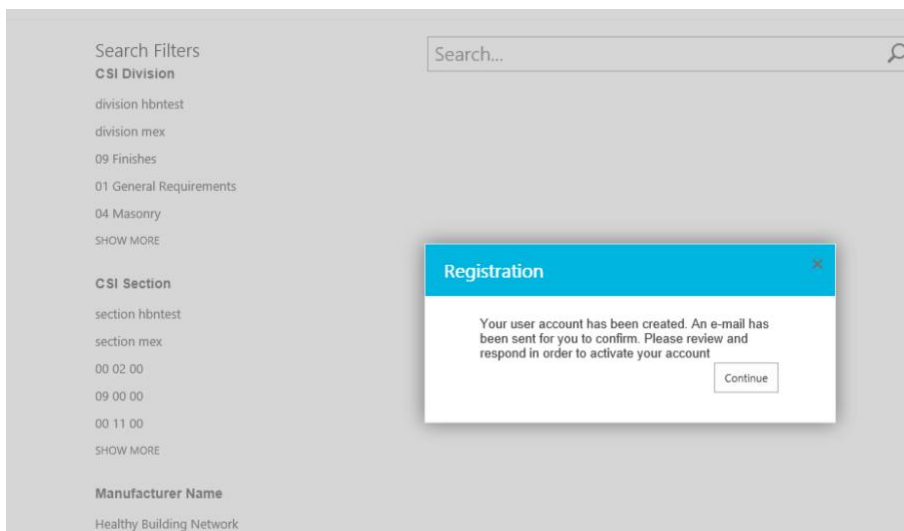 Search Filters
CSI Division
division hbntest
division mex
09 Finishes
01 General Requirements
04 Masonry
SHOW MORE
CSI Section
section hbntest
section mex
00 02 00
09 00 00
00 11 00
SHOW MORE
Manufacturer Name
Healthy Building Network
Search...
Registration
Your user account has been created. An e-mail has
been sent for you to confirm. Please review and
respond in order to activate your account
Continue